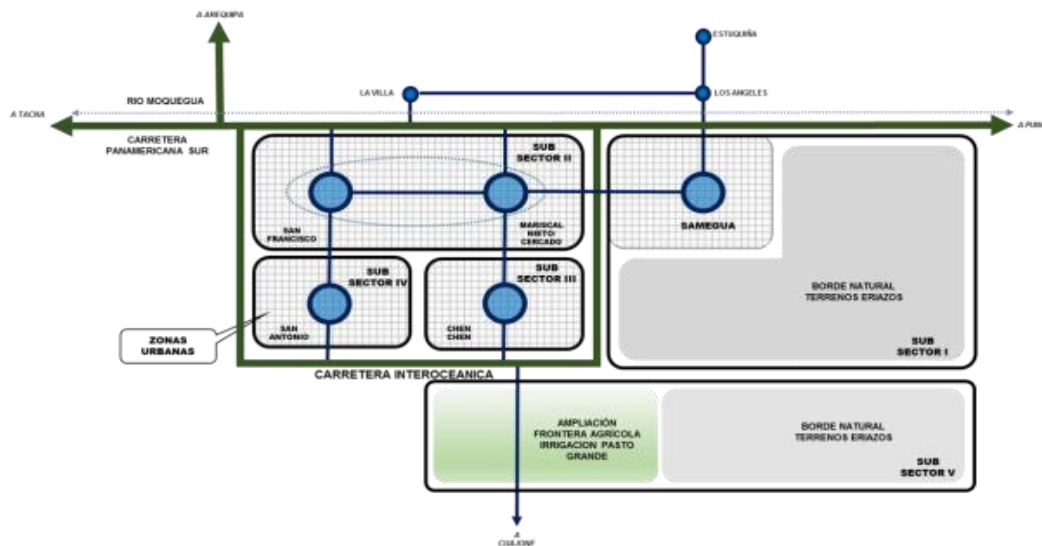 A AREQUIPA
ESTUQUIÑA
LA VILLA
LOS ANGELES
RIO MOQUEGUA
A TACNA
A PUNO
CARRETERA
PANAMERICANA SUR
SUB
SECTOR II
SAN
FRANCISCO
MARISCAL
NIETO
CERCADO
SAMEGUA
SUB
SECTOR IV
SUB
SECTOR III
BORDE NATURAL
TERRENOS ERIAZOS
SAN
ANTONIO
CHEN
CHEN
ZONAS
URBANAS
SUB
SECTOR I
CARRETERA INTEROCEANICA
AMPLIACIÓN
FRONTERA AGRÍCOLA
IRRIGACION PASTO
GRANDE
BORDE NATURAL
TERRENOS ERIAZOS
SUB
SECTOR V
A
CUAJONE